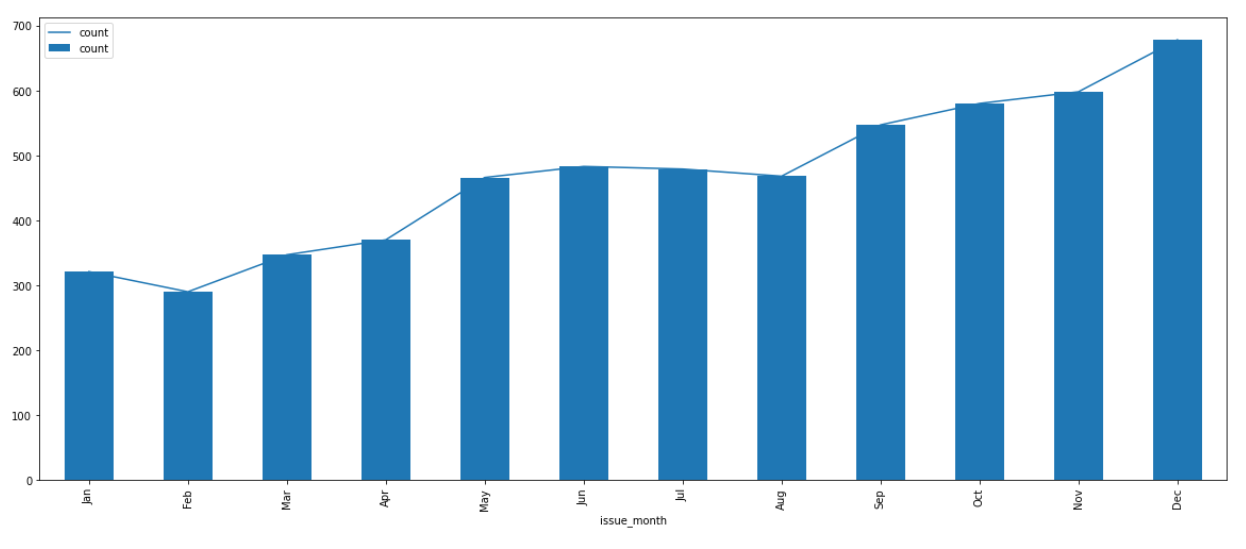 700
600
500
400
300
200
100
0
count
count
Jan
Feb
Mar
Apr
May
Jun
Jul
Aug
Sep
Oct
Nov
Dec
issue_month